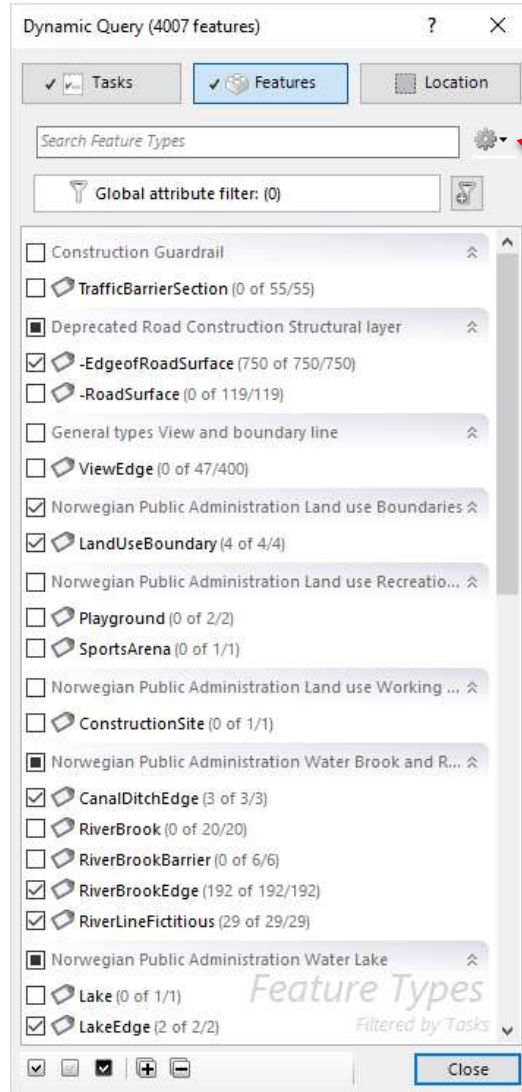 Dynamic Query (4007 features)
Tasks
Features
Location
Search Feature Types
Global attribute filter: (0)
Construction Guardrail
TrafficBarrierSection (0 of 55/55)
Deprecated Road Construction Structural layer
-EdgeofRoadSurface (750 of 750/750)
-RoadSurface (0 of 119/119)
General types View and boundary line
ViewEdge (0 of 47/400)
Norwegian Public Administration Land use Boundaries
LandUseBoundary (4 of 4/4)
Norwegian Public Administration Land use Recreatio...
Playground (0 of 2/2)
SportsArena (0 of 1/1)
Norwegian Public Administration Land use Working ...
ConstructionSite (0 of 1/1)
Norwegian Public Administration Water Brook and R...
CanalDitchEdge (3 of 3/3)
RiverBrook (0 of 20/20)
RiverBrookBarrier (0 of 6/6)
RiverBrookEdge (192 of 192/192)
RiverLineFictitious (29 of 29/29)
Norwegian Public Administration Water Lake
Lake (0 of 1/1)
Feature Types
LakeEdge (2 of 2/2)
Filtered by Tasks
Close